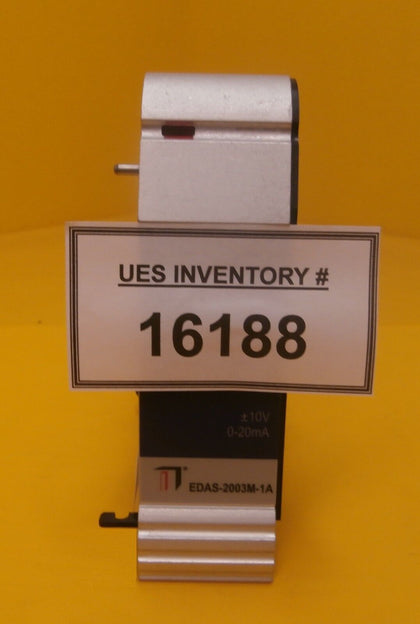 UES INVENTORY #
16188
±10V
0-20mA
EDAS-2003M-1A